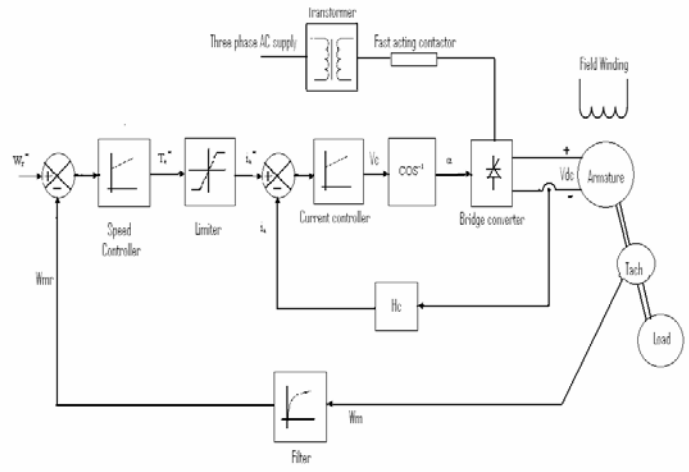 Transformer
Three phase AC supply
Fast acting contactor
Field Winding
Wr*
Te*
ia*
Vc
COS⁻¹
α
+
Vdc
-
Armature
Speed
Controller
Limiter
ia
Current controller
Bridge converter
Tach
Wmr
Hc
Load
Wm
Filter